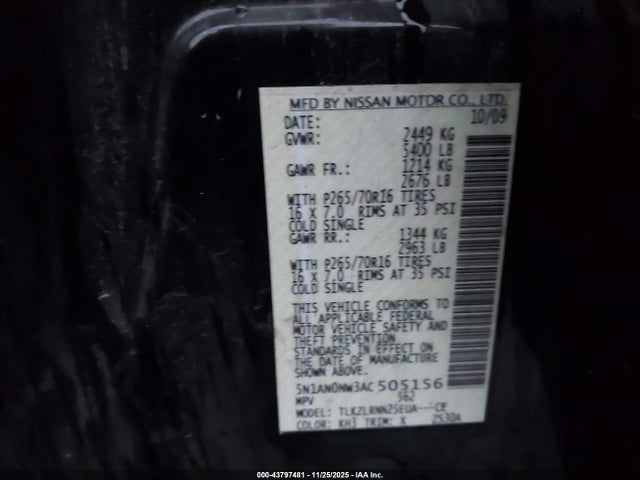 MFD BY NISSAN MOTOR CO., LTD.
DATE: 10/09
GVWR: 2449 KG
5400 LB
GAWR FR.: 1214 KG
2676 LB
WITH P265/70R16 TIRES
16 X 7.0 RIMS AT 35 PSI
COLD SINGLE
GAWR RR.: 1344 KG
2963 LB
WITH P265/70R16 TIRES
16 X 7.0 RIMS AT 35 PSI
COLD SINGLE
THIS VEHICLE CONFORMS TO
ALL APPLICABLE FEDERAL
MOTOR VEHICLE SAFETY AND
THEFT PREVENTION
STANDARDS IN EFFECT ON
THE DATE OF MANUFACTURE
SHOWN ABOVE.
5N1AN0NW3AC505156
MPV 562
MODEL: TLKZLRNN25EUA---CE
COLOR: KH3 TRIM: X 2530A
000-43797481 - 11/25/2025 - IAA Inc.